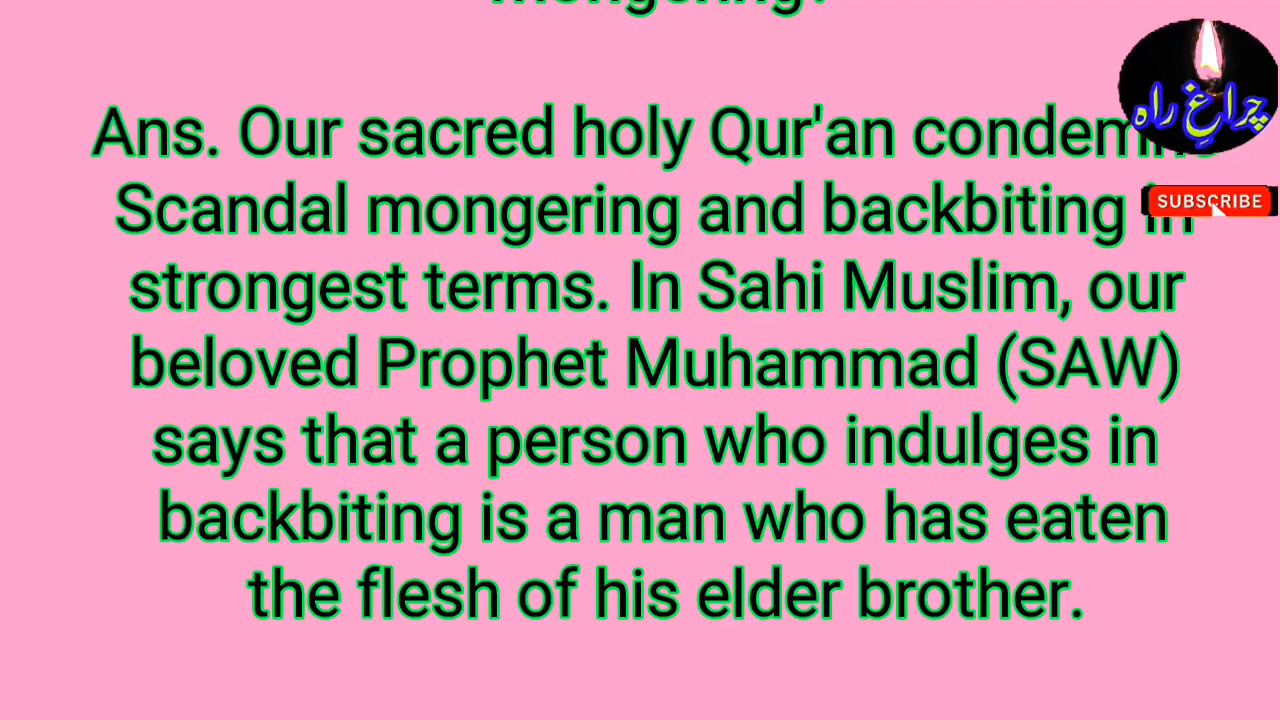 mongering?
Ans. Our sacred holy Qur'an condemns
Scandal mongering and backbiting in
strongest terms. In Sahi Muslim, our
beloved Prophet Muhammad (SAW)
says that a person who indulges in
backbiting is a man who has eaten
the flesh of his elder brother.
چراغِ راہ
SUBSCRIBE